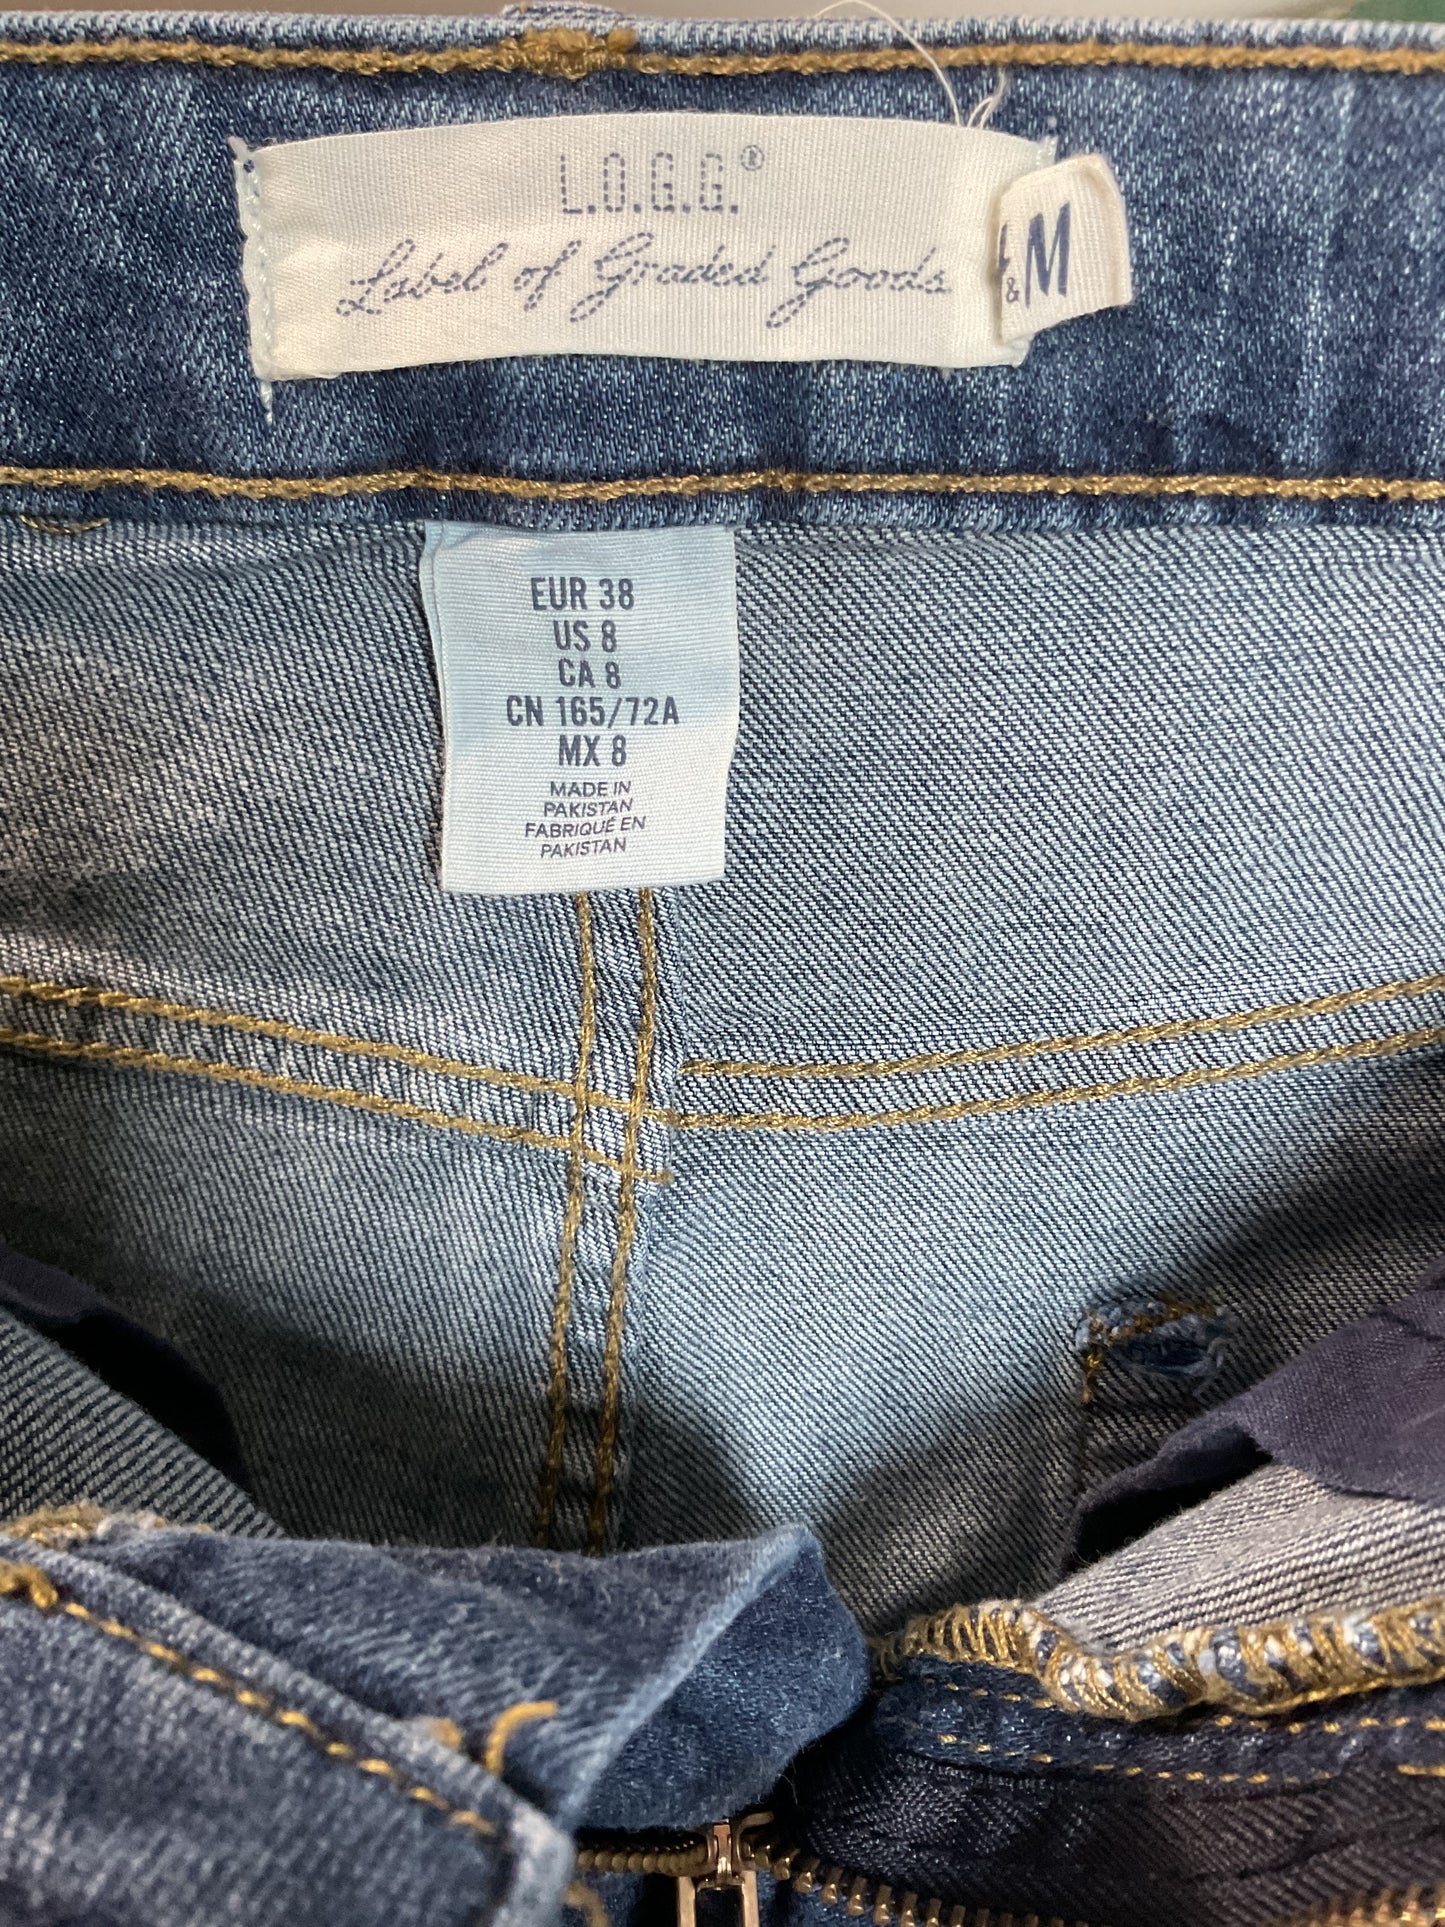 L.O.G.G.®
Label of Graded Goods
&M
EUR 38
US 8
CA 8
CN 165/72A
MX 8
MADE IN
PAKISTAN
FABRIQUÉ EN
PAKISTAN